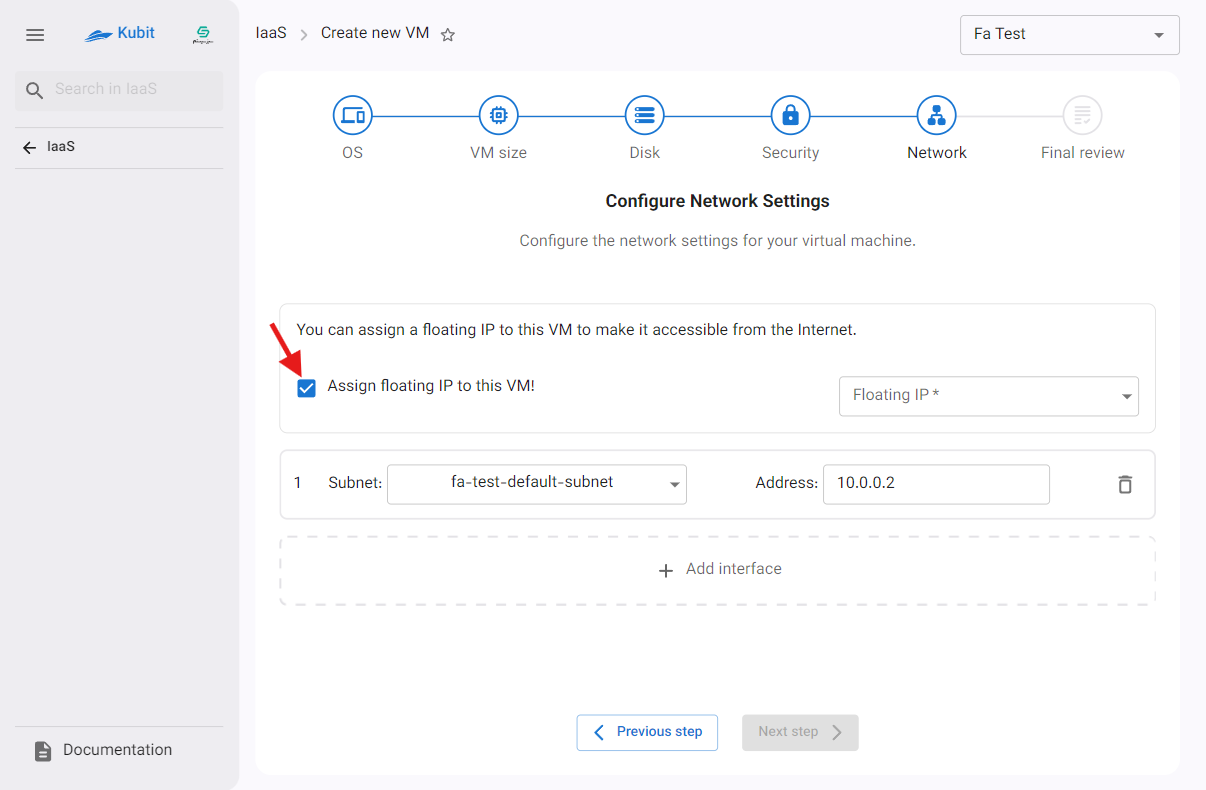 Kubit
IaaS
Create new VM
Fa Test
Search in IaaS
IaaS
OS
VM size
Disk
Security
Network
Final review
Configure Network Settings
Configure the network settings for your virtual machine.
You can assign a floating IP to this VM to make it accessible from the Internet.
Assign floating IP to this VM!
Floating IP *
1 Subnet: fa-test-default-subnet Address: 10.0.0.2
Add interface
Previous step
Next step
Documentation